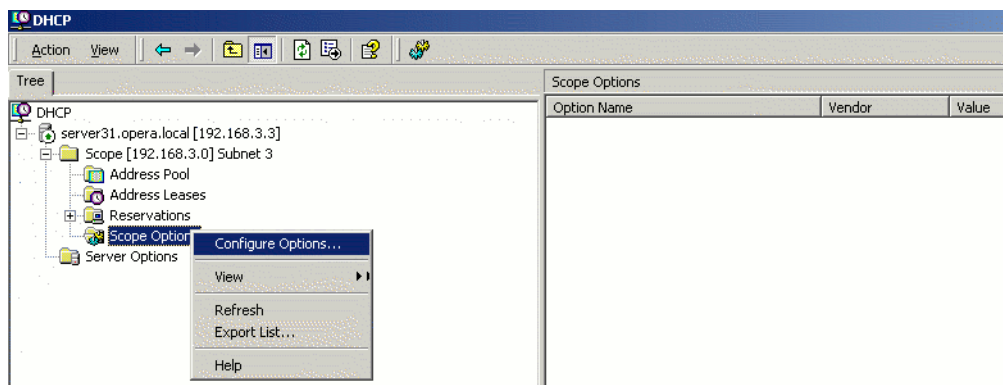 DHCP
Action View
Tree
Scope Options
Option Name Vendor Value
DHCP
server31.opera.local [192.168.3.3]
Scope [192.168.3.0] Subnet 3
Address Pool
Address Leases
Reservations
Scope Option
Server Options
Configure Options...
View
Refresh
Export List...
Help